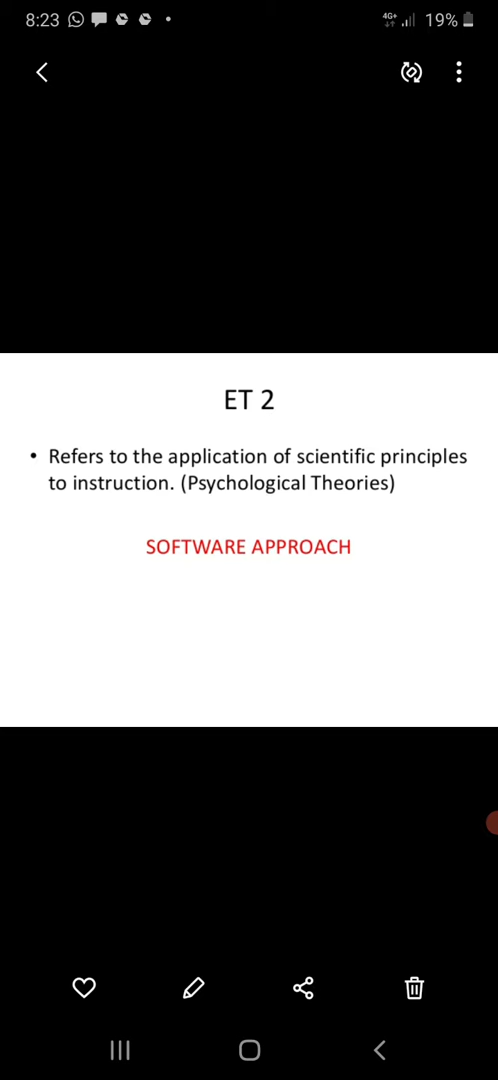 8:23
4G+ 19%
ET 2
• Refers to the application of scientific principles
to instruction. (Psychological Theories)
SOFTWARE APPROACH